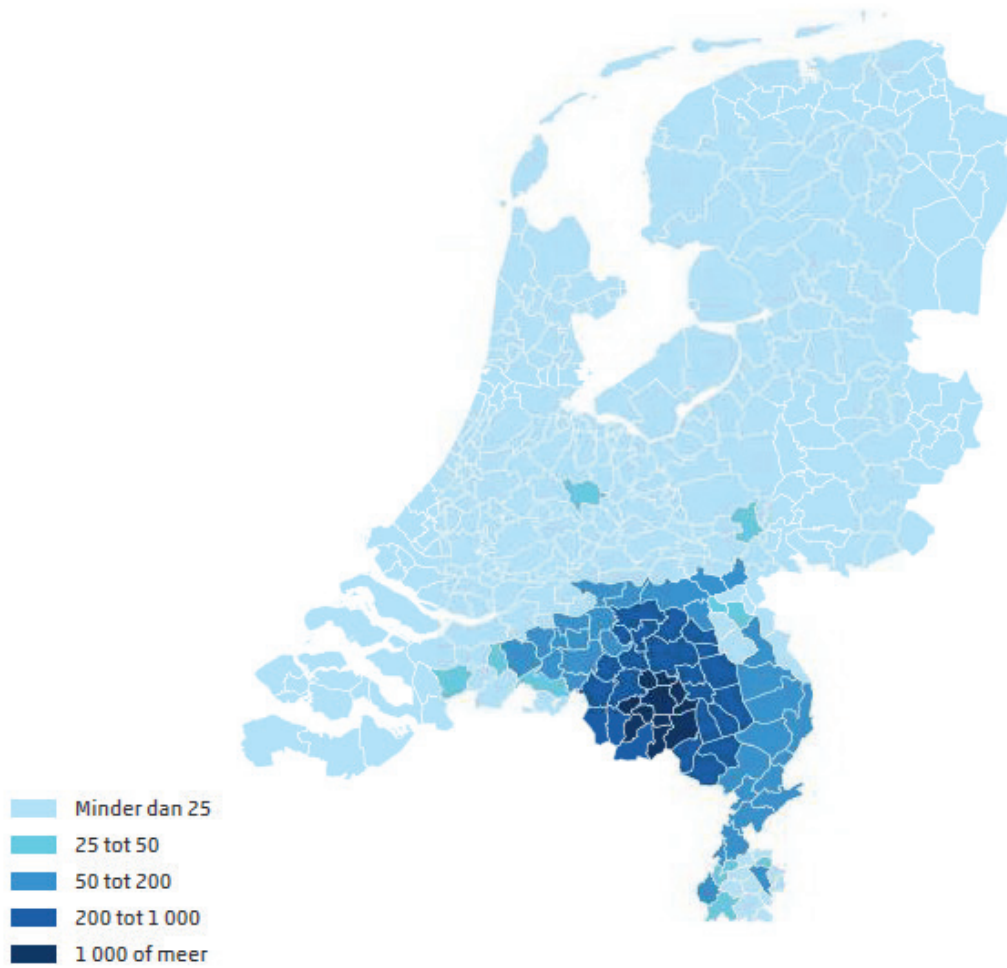 Minder dan 25
25 tot 50
50 tot 200
200 tot 1 000
1 000 of meer